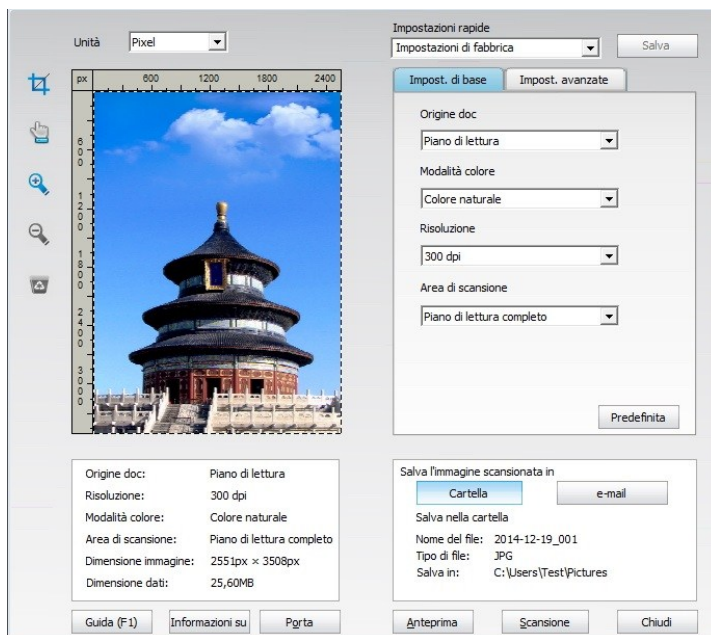 Unità Pixel
Impostazioni rapide
Impostazioni di fabbrica Salva
px 600 1200 1800 2400
600
1200
1800
2400
3000
Impost. di base Impost. avanzate
Origine doc
Piano di lettura
Modalità colore
Colore naturale
Risoluzione
300 dpi
Area di scansione
Piano di lettura completo
Predefinita
Origine doc: Piano di lettura
Risoluzione: 300 dpi
Modalità colore: Colore naturale
Area di scansione: Piano di lettura completo
Dimensione immagine: 2551px × 3508px
Dimensione dati: 25,60MB
Salva l'immagine scansionata in
Cartella e-mail
Salva nella cartella
Nome del file: 2014-12-19_001
Tipo di file: JPG
Salva in: C:\Users\Test\Pictures
Guida (F1) Informazioni su Porta
Anteprima Scansione Chiudi